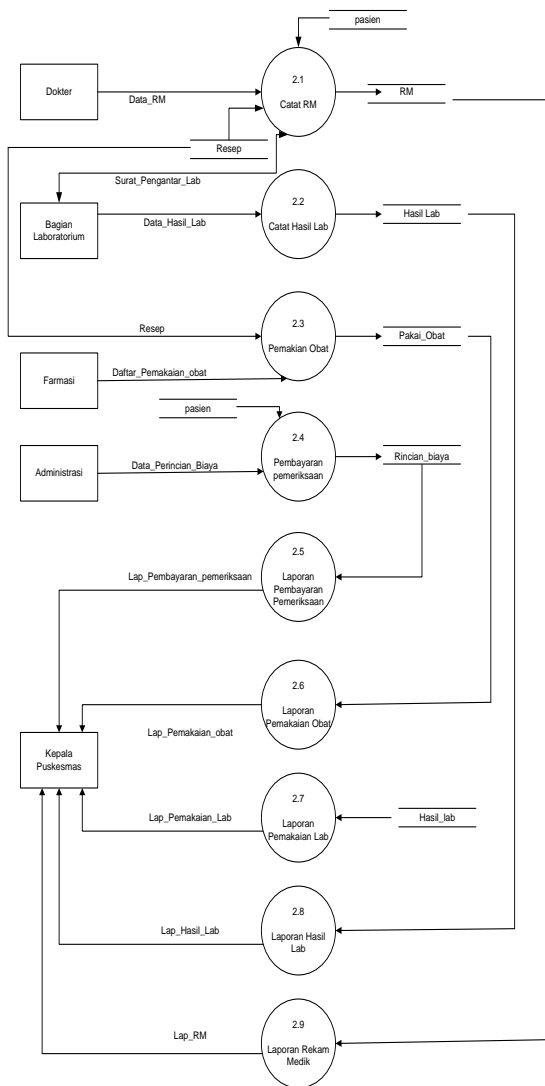 pasien
2.1
Catat RM
Dokter
Data_RM
RM
Resep
Surat_Pengantar_Lab
2.2
Catat Hasil Lab
Bagian
Laboratorium
Data_Hasil_Lab
Hasil Lab
2.3
Pemakian Obat
Resep
Pakai_Obat
Farmasi
Daftar_Pemakaian_obat
pasien
2.4
Pembayaran
pemeriksaan
Administrasi
Data_Perincian_Biaya
Rincian_biaya
2.5
Laporan
Pembayaran
Pemeriksaan
Lap_Pembayaran_pemeriksaan
2.6
Laporan
Pemakaian Obat
Lap_Pemakaian_obat
Kepala
Puskesmas
2.7
Laporan
Pemakaian Lab
Lap_Pemakaian_Lab
Hasil_lab
2.8
Laporan Hasil
Lab
Lap_Hasil_Lab
2.9
Laporan Rekam
Medik
Lap_RM